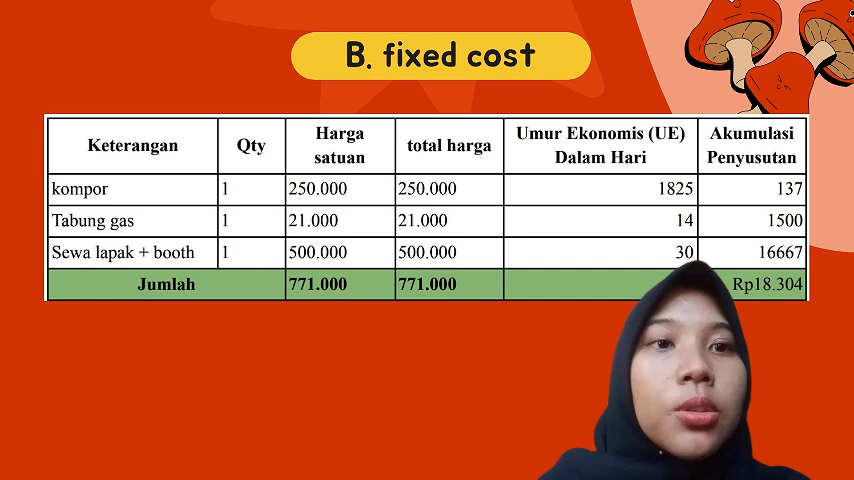 B. fixed cost
Keterangan Qty Harga satuan total harga Umur Ekonomis (UE) Dalam Hari Akumulasi Penyusutan
kompor 1 250.000 250.000 1825 137
Tabung gas 1 21.000 21.000 14 1500
Sewa lapak + booth 1 500.000 500.000 30 16667
Jumlah 771.000 771.000 Rp18.304